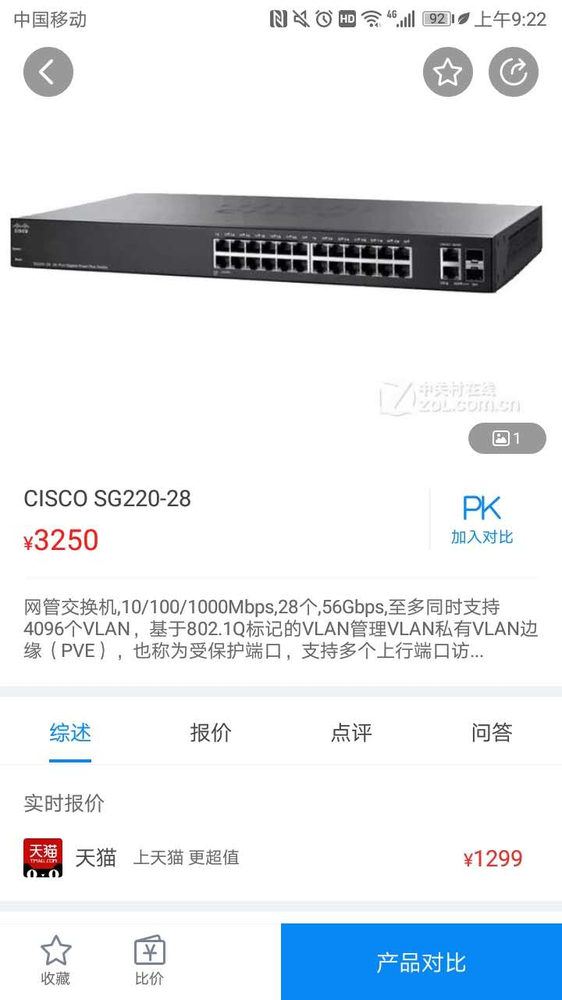 中国移动
HD 4G 92 上午9:22
CISCO
中关村在线
ZOL.COM.CN
1
CISCO SG220-28
¥3250
PK
加入对比
网管交换机,10/100/1000Mbps,28个,56Gbps,至多同时支持
4096个VLAN，基于802.1Q标记的VLAN管理VLAN私有VLAN边
缘（PVE），也称为受保护端口，支持多个上行端口访...
综述 报价 点评 问答
实时报价
天猫
TMALL.COM
天猫 上天猫 更超值 ¥1299
收藏 比价 产品对比